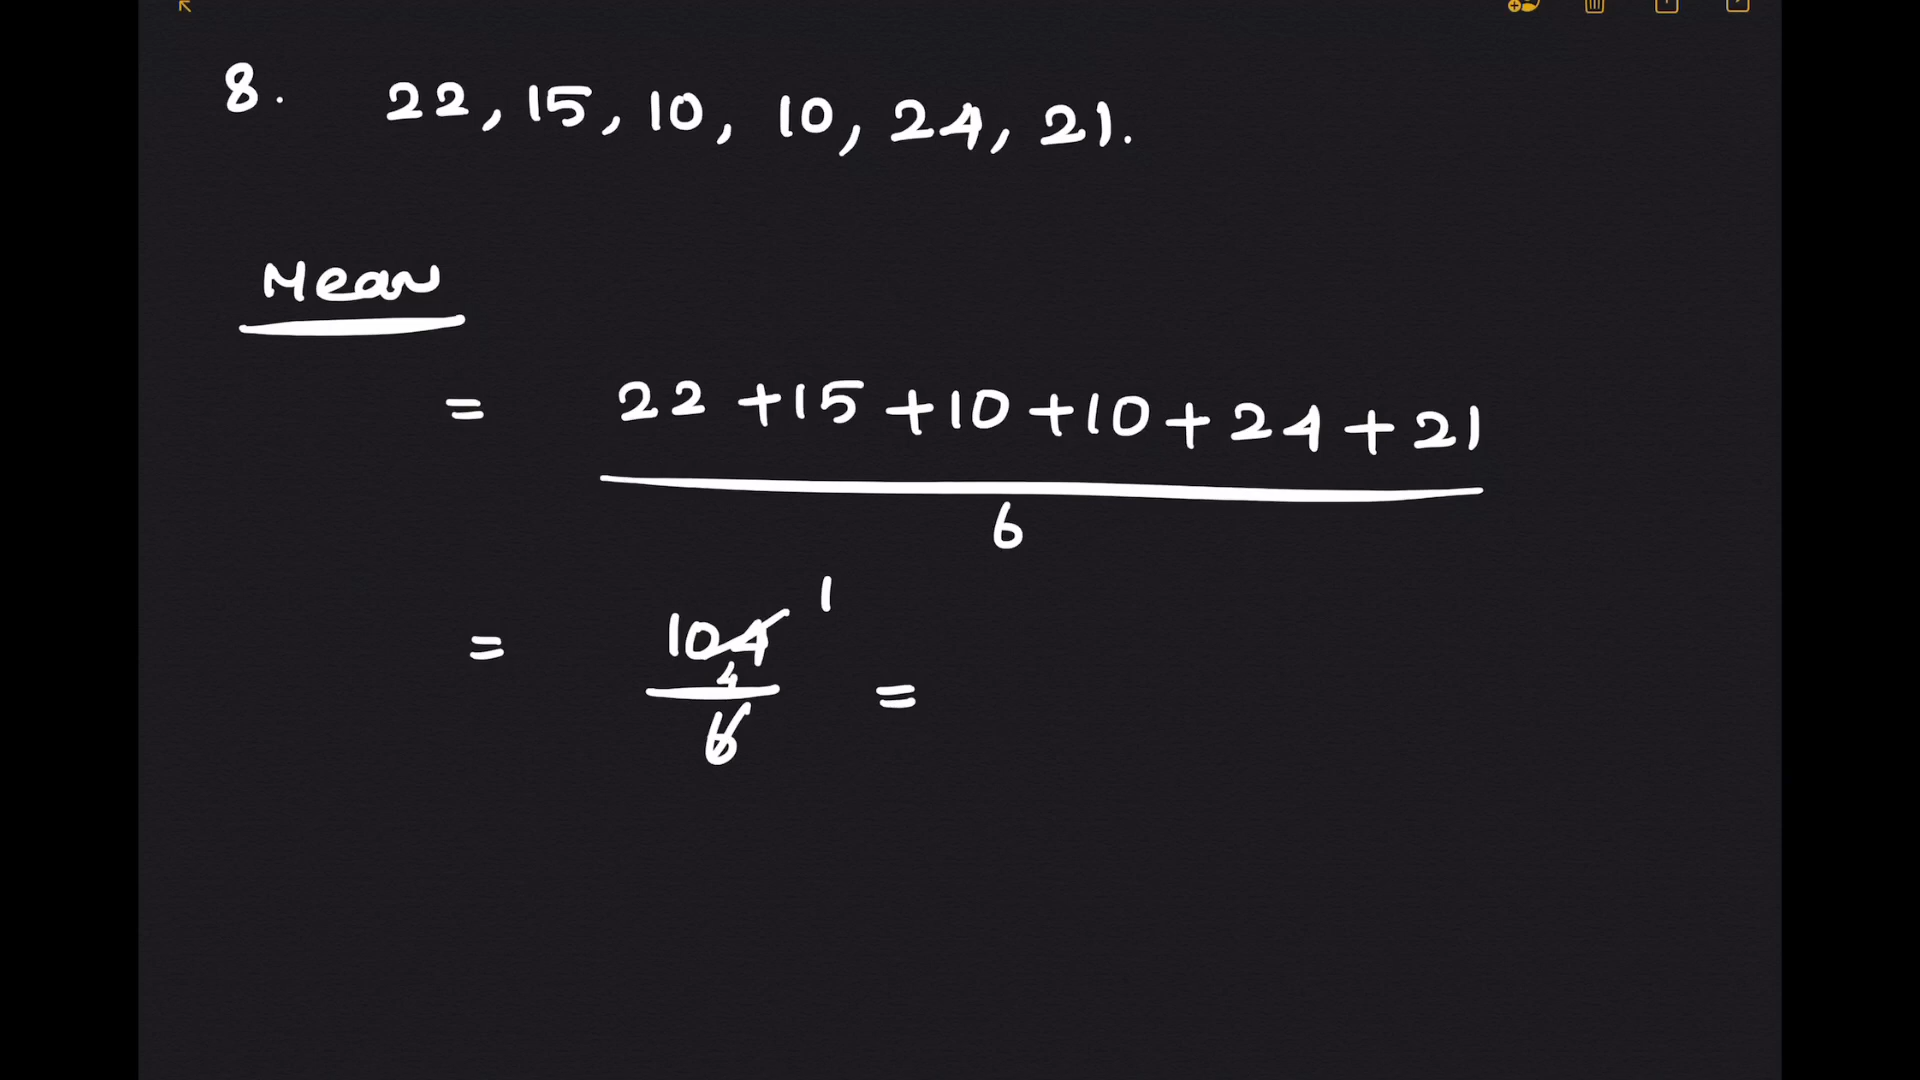 8. 22, 15, 10, 10, 24, 21.
Mean
= 22 + 15 + 10 + 10 + 24 + 21
6
= 104 1
4
6 =